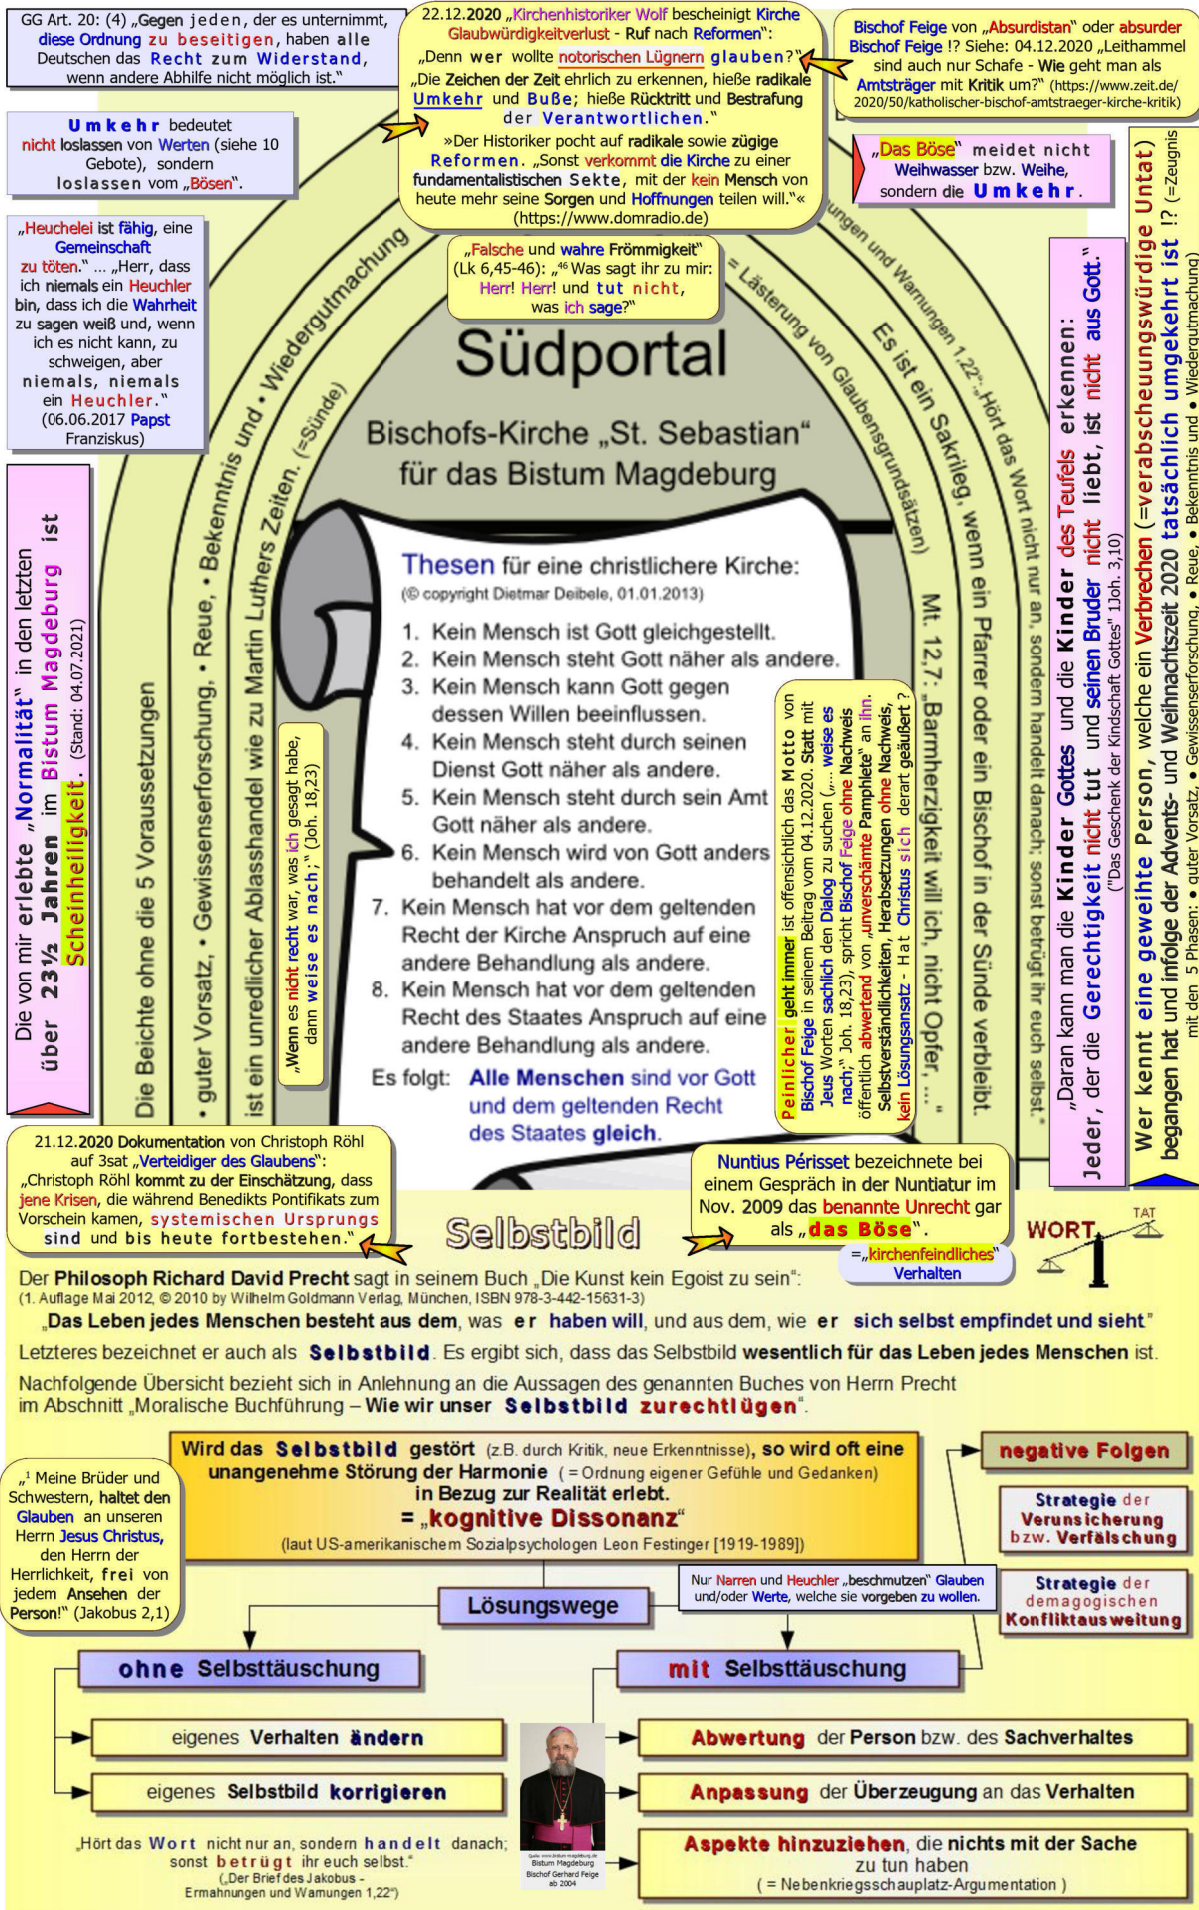 GG Art. 20: (4) „Gegen jeden, der es unternimmt,
diese Ordnung zu beseitigen, haben alle
Deutschen das Recht zum Widerstand,
wenn andere Abhilfe nicht möglich ist.“
22.12.2020 „Kirchenhistoriker Wolf bescheinigt Kirche
Glaubwürdigkeitverlust - Ruf nach Reformen“:
„Denn wer wollte notorischen Lügnern glauben?“
„Die Zeichen der Zeit ehrlich zu erkennen, hieße radikale
Umkehr und Buße; hieße Rücktritt und Bestrafung
der Verantwortlichen.“
»Der Historiker pocht auf radikale sowie zügige
Reformen. „Sonst verkommt die Kirche zu einer
fundamentalistischen Sekte, mit der kein Mensch von
heute mehr seine Sorgen und Hoffnungen teilen will.“«
(https://www.domradio.de)
Bischof Feige von „Absurdistan“ oder absurder
Bischof Feige !? Siehe: 04.12.2020 „Leithammel
sind auch nur Schafe - Wie geht man als
Amtsträger mit Kritik um?“ (https://www.zeit.de/
2020/50/katholischer-bischof-amtstraeger-kirche-kritik)
Umkehr bedeutet
nicht loslassen von Werten (siehe 10
Gebote), sondern
loslassen vom „Bösen“.
„Das Böse“ meidet nicht
Weihwasser bzw. Weihe,
sondern die Umkehr.
„Heuchelei ist fähig, eine
Gemeinschaft
zu töten.“ ... „Herr, dass
ich niemals ein Heuchler
bin, dass ich die Wahrheit
zu sagen weiß und, wenn
ich es nicht kann, zu
schweigen, aber
niemals, niemals
ein Heuchler.“
(06.06.2017 Papst
Franziskus)
„Falsche und wahre Frömmigkeit“
(Lk 6,45-46): „46 Was sagt ihr zu mir:
Herr! Herr! und tut nicht,
was ich sage?“
Die von mir erlebte „Normalität“ in den letzten
über 23½ Jahren im Bistum Magdeburg ist
Scheinheiligkeit. (Stand: 04.07.2021)
Die Beichte ohne die 5 Voraussetzungen
• guter Vorsatz, • Gewissenserforschung, • Reue, • Bekenntnis und • Wiedergutmachung
ist ein unredlicher Ablasshandel wie zu Martin Luthers Zeiten. (=Sünde)
Südportal
Bischofs-Kirche „St. Sebastian“
für das Bistum Magdeburg
Thesen für eine christlichere Kirche:
(© copyright Dietmar Deibele, 01.01.2013)
1. Kein Mensch ist Gott gleichgestellt.
2. Kein Mensch steht Gott näher als andere.
3. Kein Mensch kann Gott gegen
dessen Willen beeinflussen.
4. Kein Mensch steht durch seinen
Dienst Gott näher als andere.
5. Kein Mensch steht durch sein Amt
Gott näher als andere.
6. Kein Mensch wird von Gott anders
behandelt als andere.
7. Kein Mensch hat vor dem geltenden
Recht der Kirche Anspruch auf eine
andere Behandlung als andere.
8. Kein Mensch hat vor dem geltenden
Recht des Staates Anspruch auf eine
andere Behandlung als andere.
Es folgt: Alle Menschen sind vor Gott
und dem geltenden Recht
des Staates gleich.
„Wenn es nicht recht war, was ich gesagt habe,
dann weise es nach;“ (Joh. 18,23)
Peinlicher geht immer ist offensichtlich das Motto von
Bischof Feige in seinem Beitrag vom 04.12.2020. Statt mit
Jeus Worten sachlich den Dialog zu suchen („... weise es
nach;“ Joh. 18,23), spricht Bischof Feige ohne Nachweis
öffentlich abwertend von „unverschämte Pamphlete“ an ihn.
Selbstverständlichkeiten, Herabsetzungen ohne Nachweis,
kein Lösungsansatz - Hat Christus sich derart geäußert ?
Mt. 12,7: „Barmherzigkeit will ich, nicht Opfer, ... “
= Lästerung von Glaubensgrundsätzen)
Es ist ein Sakrileg, wenn ein Pfarrer oder ein Bischof in der Sünde verbleibt.
ungen und Warnungen 1,22“: „Hört das Wort nicht nur an, sondern handelt danach; sonst betrügt ihr euch selbst.“
„Daran kann man die Kinder Gottes und die Kinder des Teufels erkennen:
Jeder, der die Gerechtigkeit nicht tut und seinen Bruder nicht liebt, ist nicht aus Gott.“
("Das Geschenk der Kindschaft Gottes" 1Joh. 3,10)
Wer kennt eine geweihte Person, welche ein Verbrechen (=verabscheuungswürdige Untat)
begangen hat und infolge der Advents- und Weihnachtszeit 2020 tatsächlich umgekehrt ist !? (=Zeugnis
mit den 5 Phasen: • guter Vorsatz, • Gewissenserforschung, • Reue, • Bekenntnis und • Wiedergutmachung)
21.12.2020 Dokumentation von Christoph Röhl
auf 3sat „Verteidiger des Glaubens“:
„Christoph Röhl kommt zu der Einschätzung, dass
jene Krisen, die während Benedikts Pontifikats zum
Vorschein kamen, systemischen Ursprungs
sind und bis heute fortbestehen.“
Nuntius Périsset bezeichnete bei
einem Gespräch in der Nuntiatur im
Nov. 2009 das benannte Unrecht gar
als „das Böse“.
=„kirchenfeindliches“
Verhalten
WORT
TAT
Selbstbild
Der Philosoph Richard David Precht sagt in seinem Buch „Die Kunst kein Egoist zu sein“:
(1. Auflage Mai 2012, © 2010 by Wilhelm Goldmann Verlag, München, ISBN 978-3-442-15631-3)
„Das Leben jedes Menschen besteht aus dem, was er haben will, und aus dem, wie er sich selbst empfindet und sieht.“
Letzteres bezeichnet er auch als Selbstbild. Es ergibt sich, dass das Selbstbild wesentlich für das Leben jedes Menschen ist.
Nachfolgende Übersicht bezieht sich in Anlehnung an die Aussagen des genannten Buches von Herrn Precht
im Abschnitt „Moralische Buchführung – Wie wir unser Selbstbild zurechtlügen“.
„1 Meine Brüder und
Schwestern, haltet den
Glauben an unseren
Herrn Jesus Christus,
den Herrn der
Herrlichkeit, frei von
jedem Ansehen der
Person!“ (Jakobus 2,1)
Wird das Selbstbild gestört (z.B. durch Kritik, neue Erkenntnisse), so wird oft eine
unangenehme Störung der Harmonie ( = Ordnung eigener Gefühle und Gedanken)
in Bezug zur Realität erlebt.
= „kognitive Dissonanz“
(laut US-amerikanischem Sozialpsychologen Leon Festinger [1919-1989])
negative Folgen
Strategie der
Verunsicherung
bzw. Verfälschung
Strategie der
demagogischen
Konfliktausweitung
Nur Narren und Heuchler „beschmutzen“ Glauben
und/oder Werte, welche sie vorgeben zu wollen.
Lösungswege
ohne Selbsttäuschung
mit Selbsttäuschung
eigenes Verhalten ändern
eigenes Selbstbild korrigieren
Abwertung der Person bzw. des Sachverhaltes
Anpassung der Überzeugung an das Verhalten
Aspekte hinzuziehen, die nichts mit der Sache
zu tun haben
( = Nebenkriegsschauplatz-Argumentation )
„Hört das Wort nicht nur an, sondern handelt danach;
sonst betrügt ihr euch selbst.“
(„Der Brief des Jakobus -
Ermahnungen und Warnungen 1,22“)
Quelle: www.bistum-magdeburg.de
Bistum Magdeburg
Bischof Gerhard Feige
ab 2004